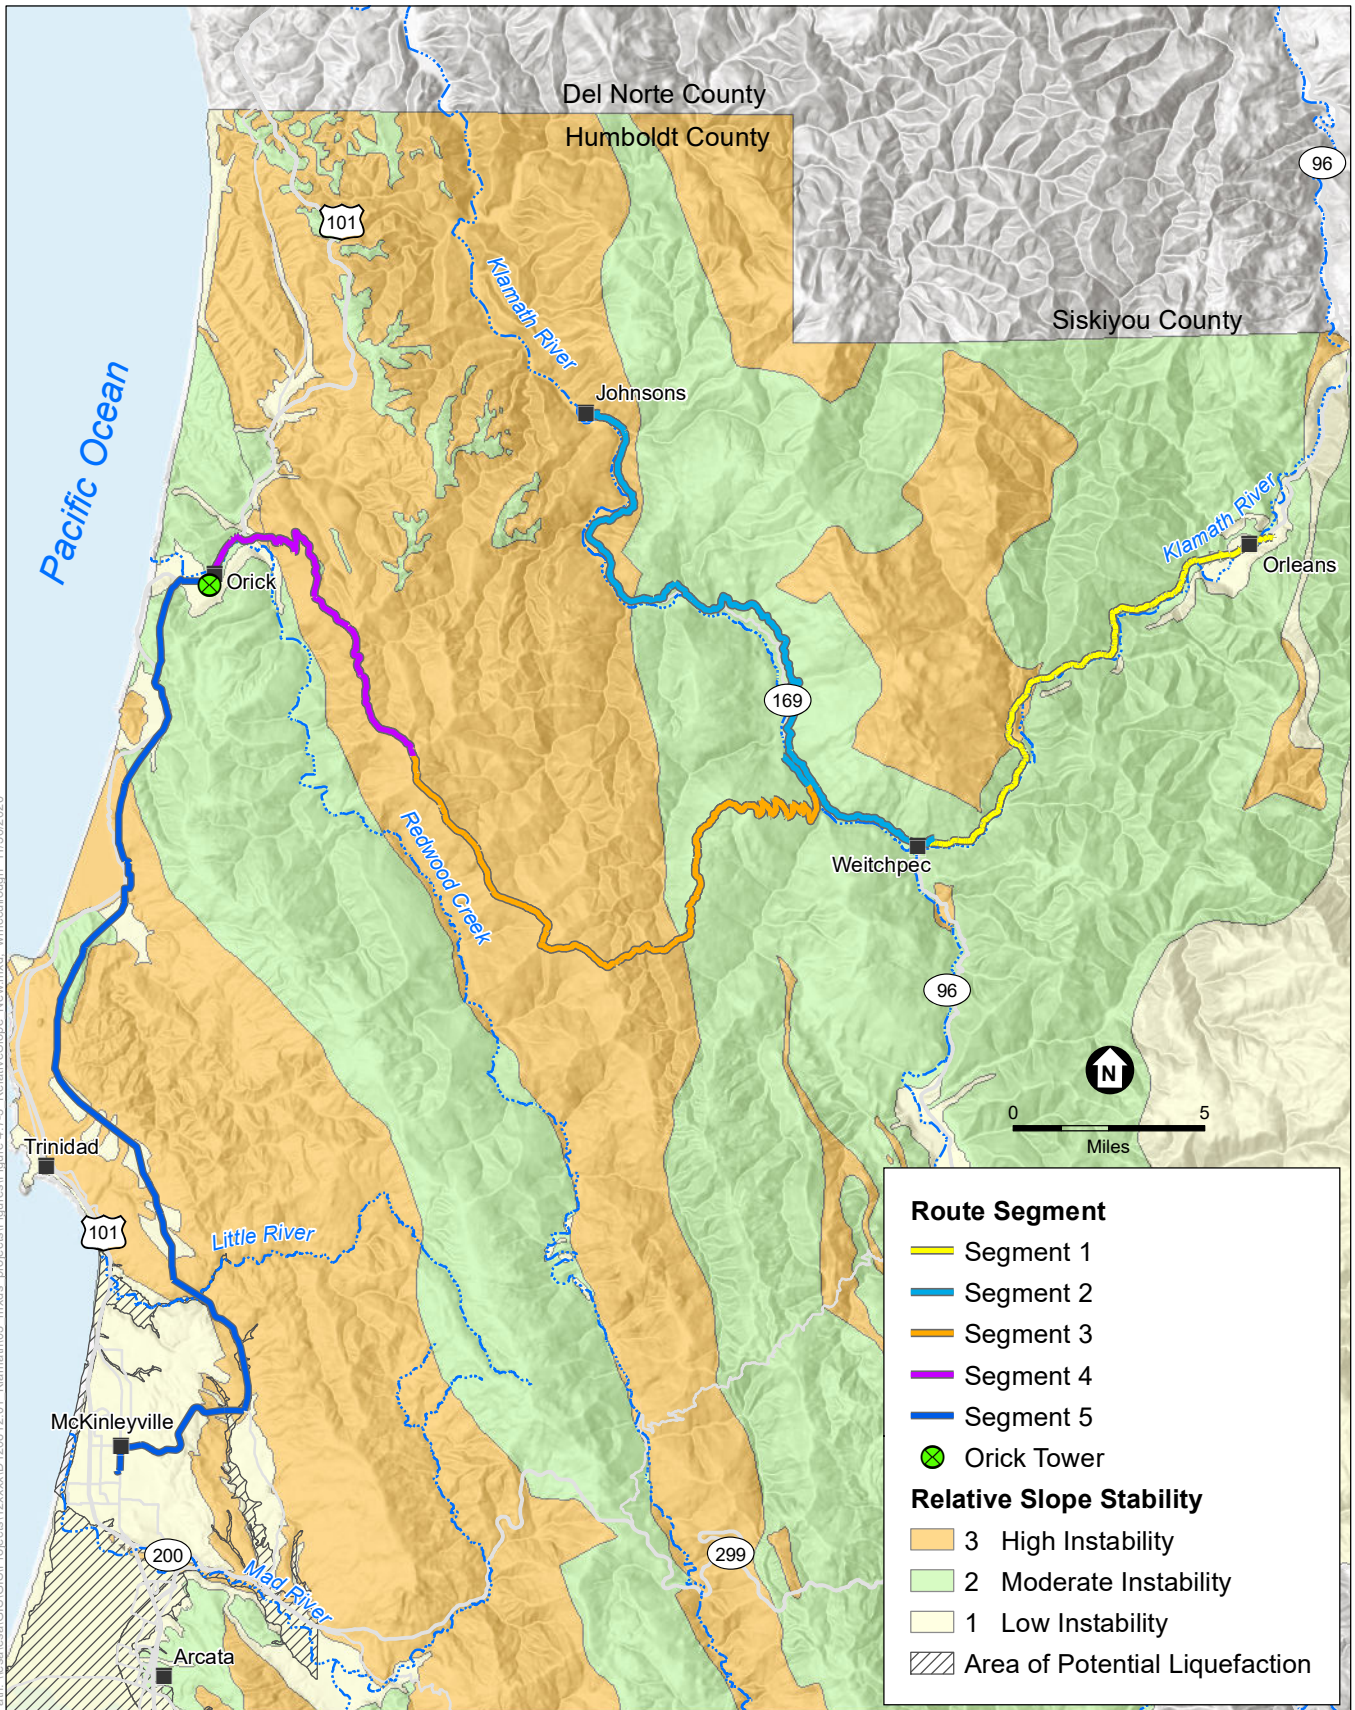 Del Norte County
Humboldt County
96
101
Klamath River
Siskiyou County
Pacific Ocean
Johnsons
Klamath River
Orleans
Orick
169
Redwood Creek
Weitchpec
96
N
0 5
Miles
Trinidad
101
Little River
McKinleyville
200
Mad River
299
Arcata
Route Segment
Segment 1
Segment 2
Segment 3
Segment 4
Segment 5
Orick Tower
Relative Slope Stability
3 High Instability
2 Moderate Instability
1 Low Instability
Area of Potential Liquefaction